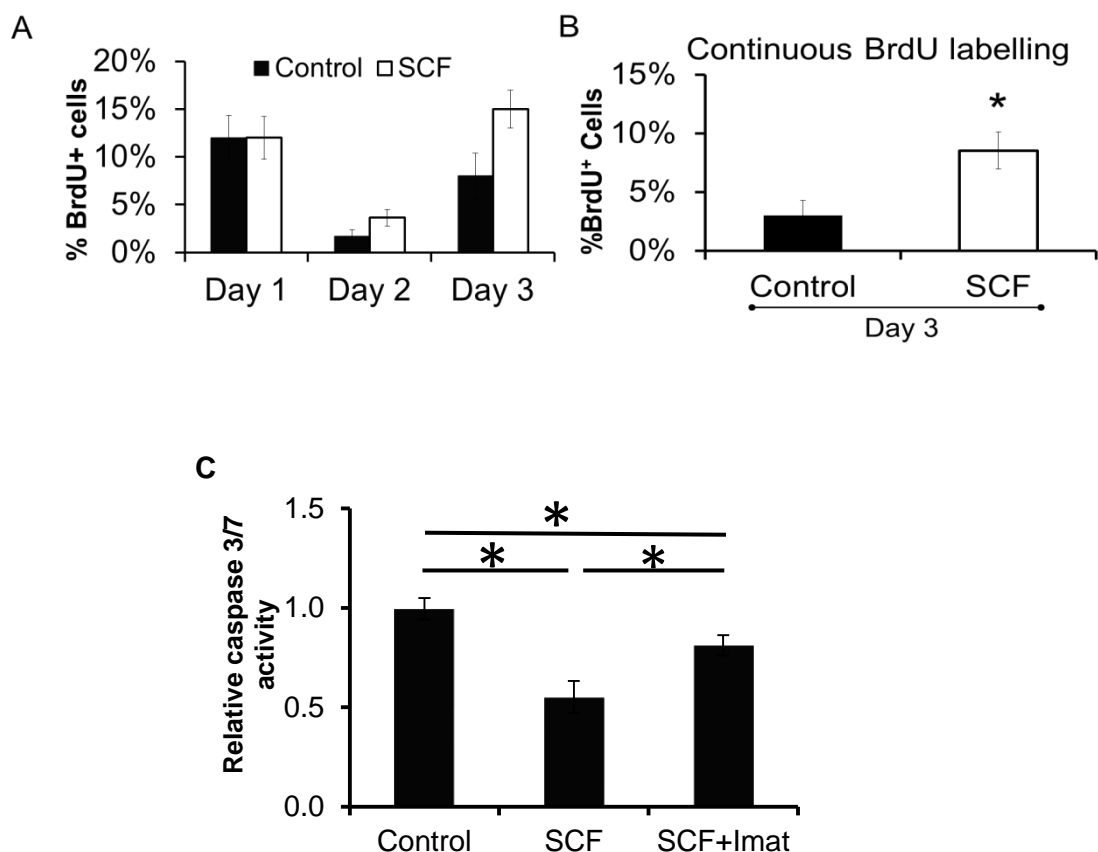 A
% BrdU+ cells
20%
15%
10%
5%
0%
Control SCF
Day 1 Day 2 Day 3
B
Continuous BrdU labelling
%BrdU⁺ Cells
15%
10%
5%
0%
*
Control SCF
Day 3
C
Relative caspase 3/7
activity
1.5
1.0
0.5
0.0
*
* *
Control SCF SCF+Imat